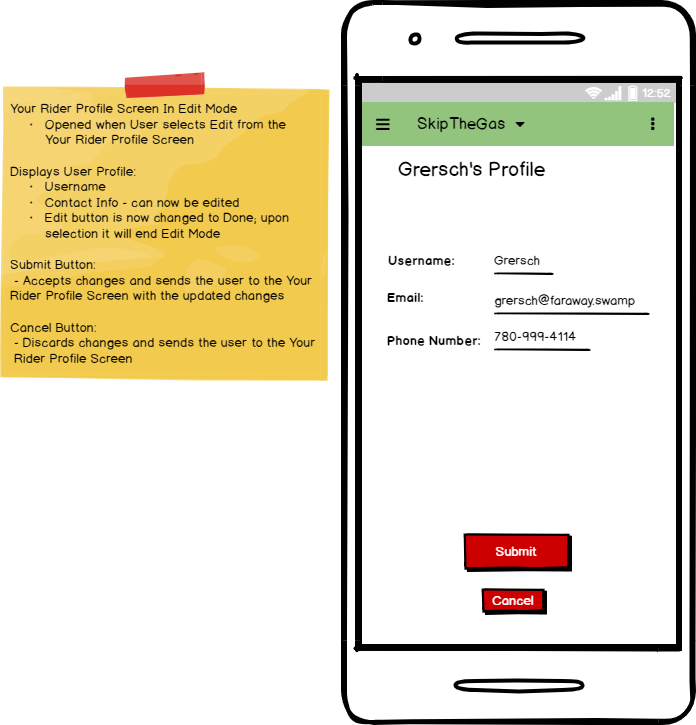 Your Rider Profile Screen In Edit Mode
· Opened when User selects Edit from the
Your Rider Profile Screen
Displays User Profile:
· Username
· Contact Info - can now be edited
· Edit button is now changed to Done; upon
selection it will end Edit Mode
Submit Button:
- Accepts changes and sends the user to the Your
Rider Profile Screen with the updated changes
Cancel Button:
- Discards changes and sends the user to the Your
Rider Profile Screen
12:52
SkipTheGas
Grersch's Profile
Username: Grersch
Email: grersch@faraway.swamp
Phone Number: 780-999-4114
Submit
Cancel